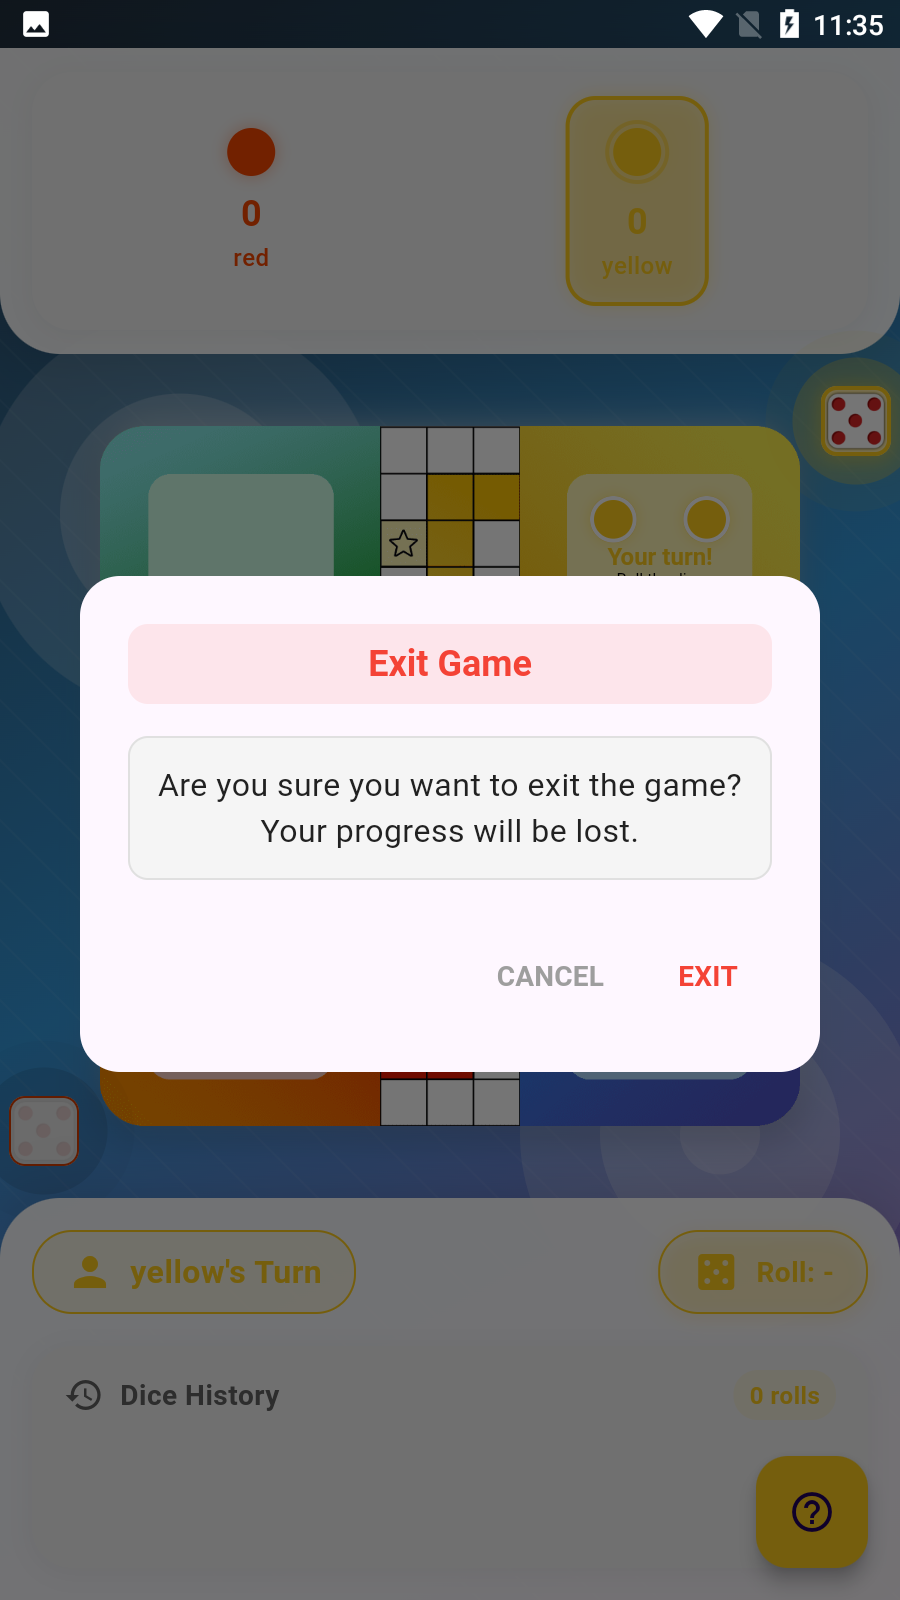 11:35
0
red
0
yellow
Your turn!
Exit Game
Are you sure you want to exit the game?
Your progress will be lost.
CANCEL
EXIT
yellow's Turn
Roll: -
Dice History
0 rolls